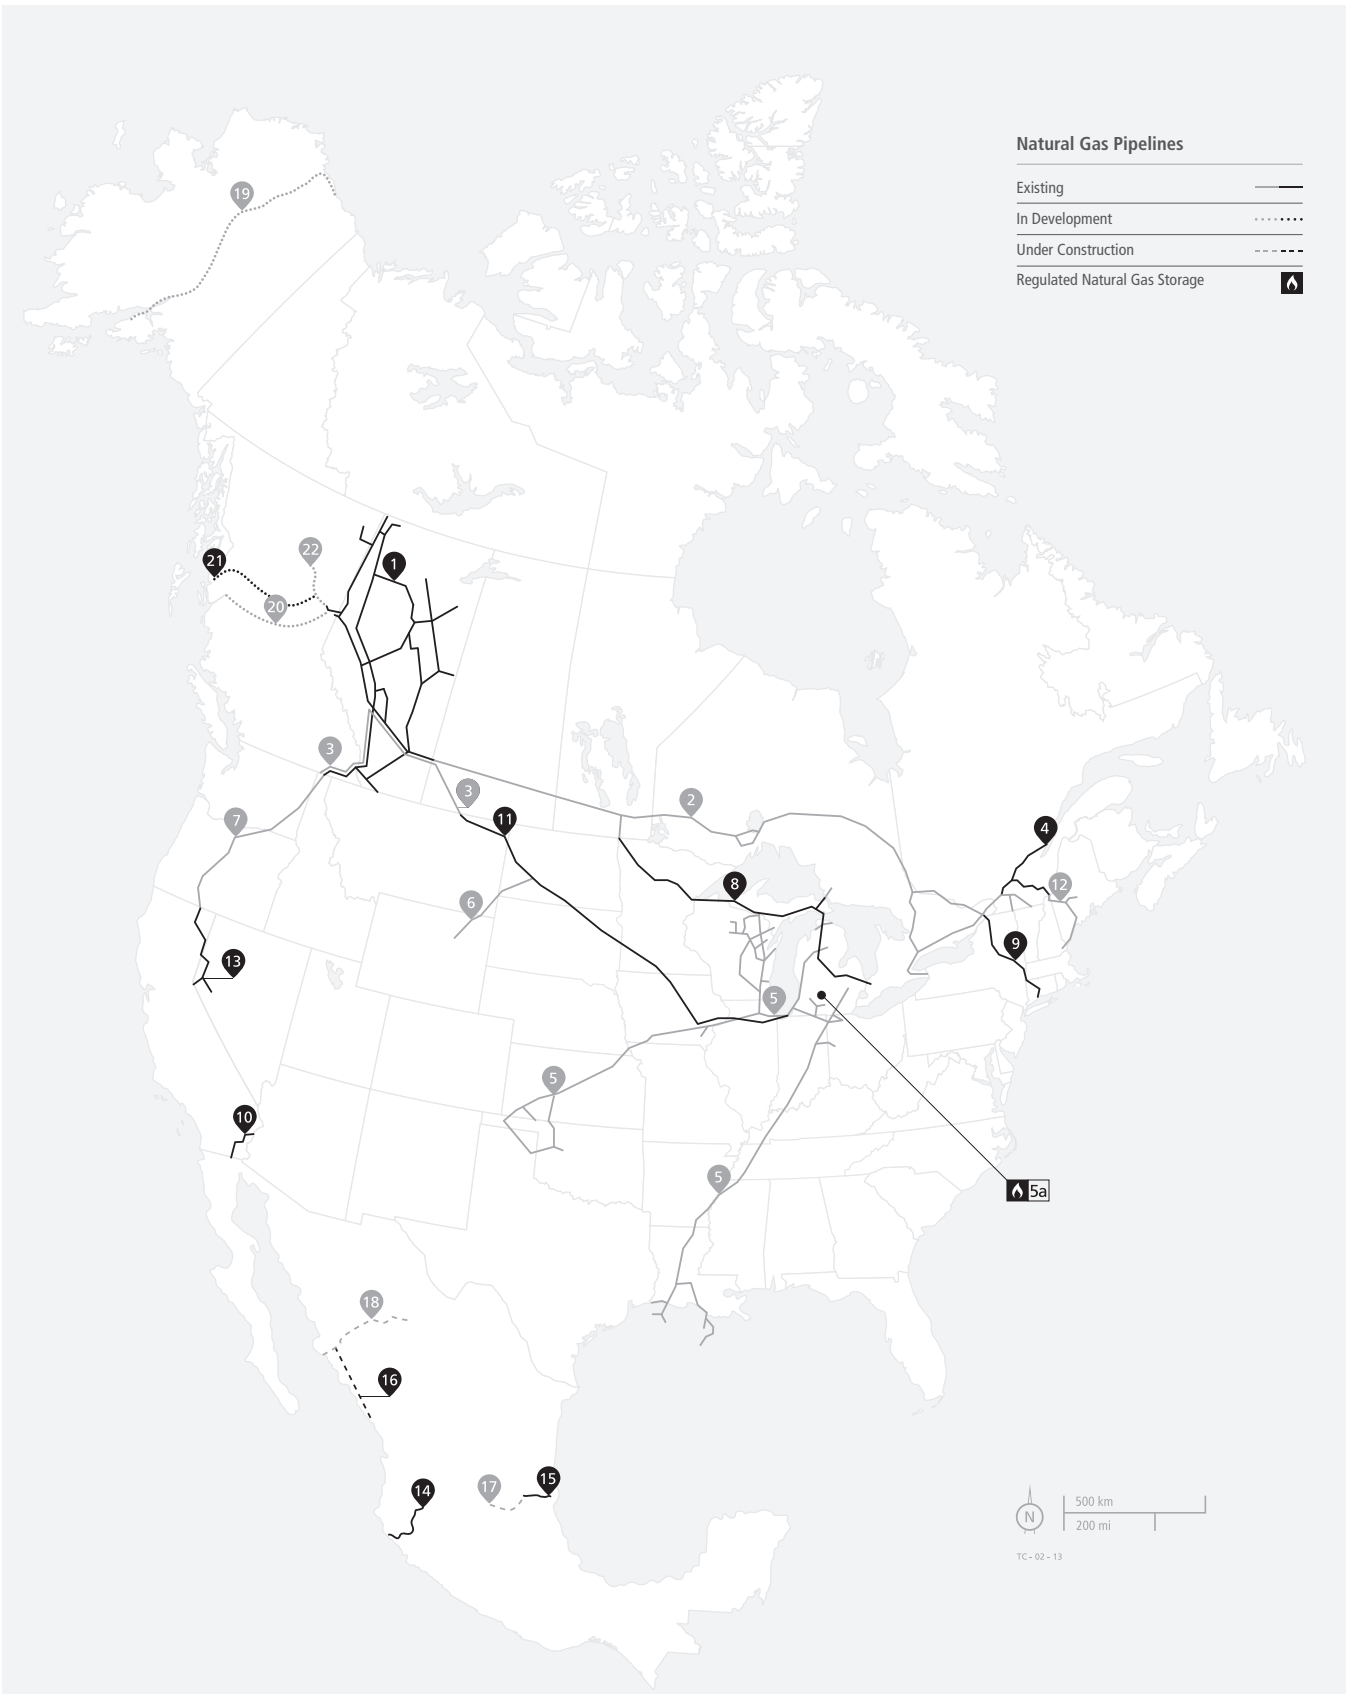 Natural Gas Pipelines
Existing
In Development
Under Construction
Regulated Natural Gas Storage
19
22
21
1
20
3
3
2
7
11
4
8
12
6
9
13
5
5
10
5
5a
18
16
17
15
14
N
500 km
200 mi
TC - 02 - 13